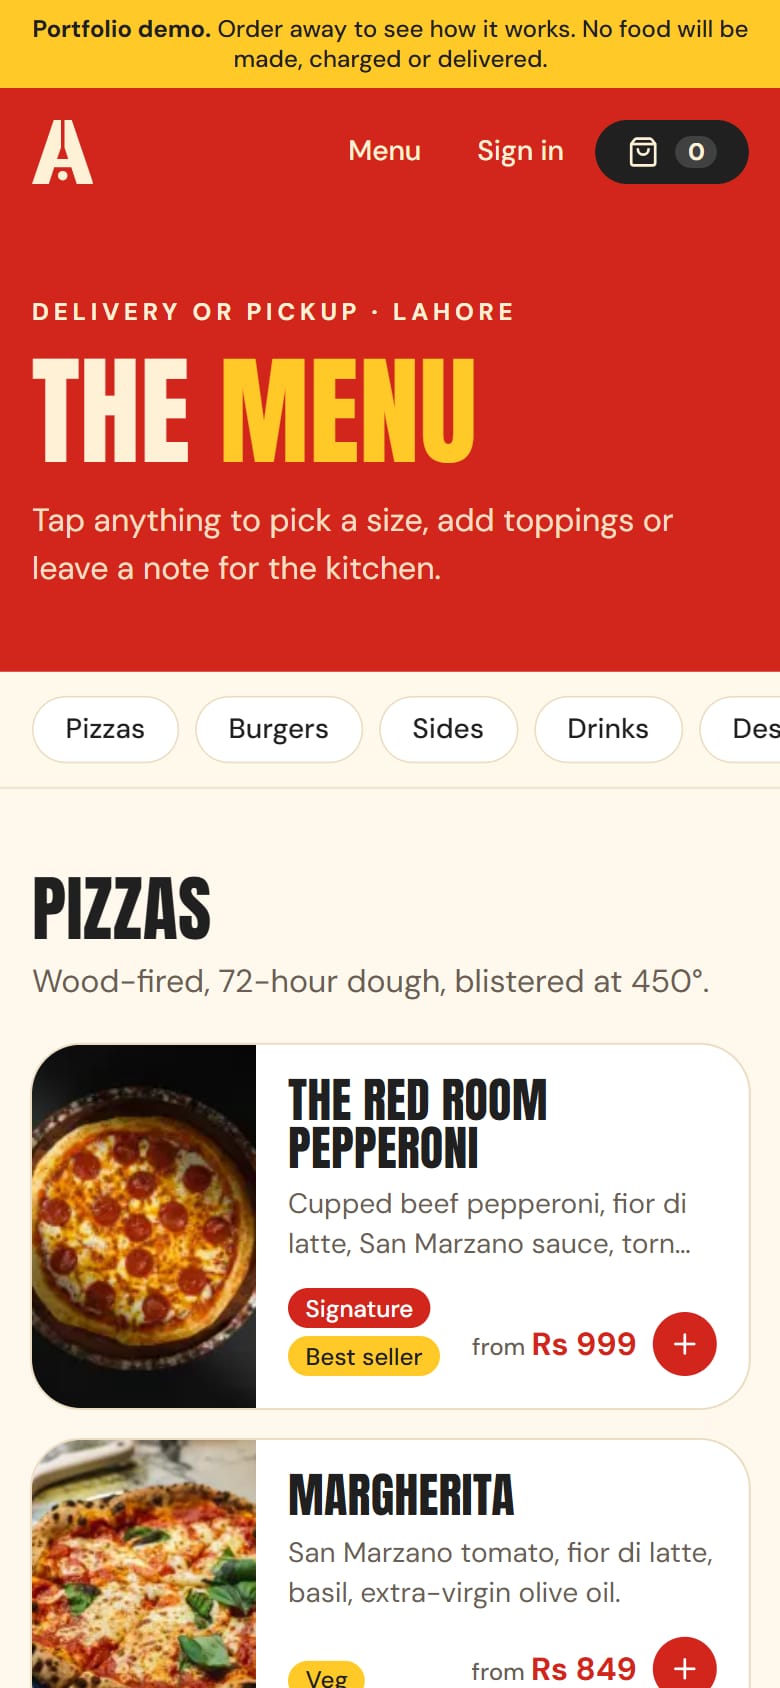 Portfolio demo. Order away to see how it works. No food will be
made, charged or delivered.
Menu
Sign in
0
DELIVERY OR PICKUP · LAHORE
THE MENU
Tap anything to pick a size, add toppings or
leave a note for the kitchen.
Pizzas
Burgers
Sides
Drinks
Des
PIZZAS
Wood-fired, 72-hour dough, blistered at 450°.
THE RED ROOM
PEPPERONI
Cupped beef pepperoni, fior di
latte, San Marzano sauce, torn...
Signature
Best seller
from Rs 999
MARGHERITA
San Marzano tomato, fior di latte,
basil, extra-virgin olive oil.
Veg
from Rs 849